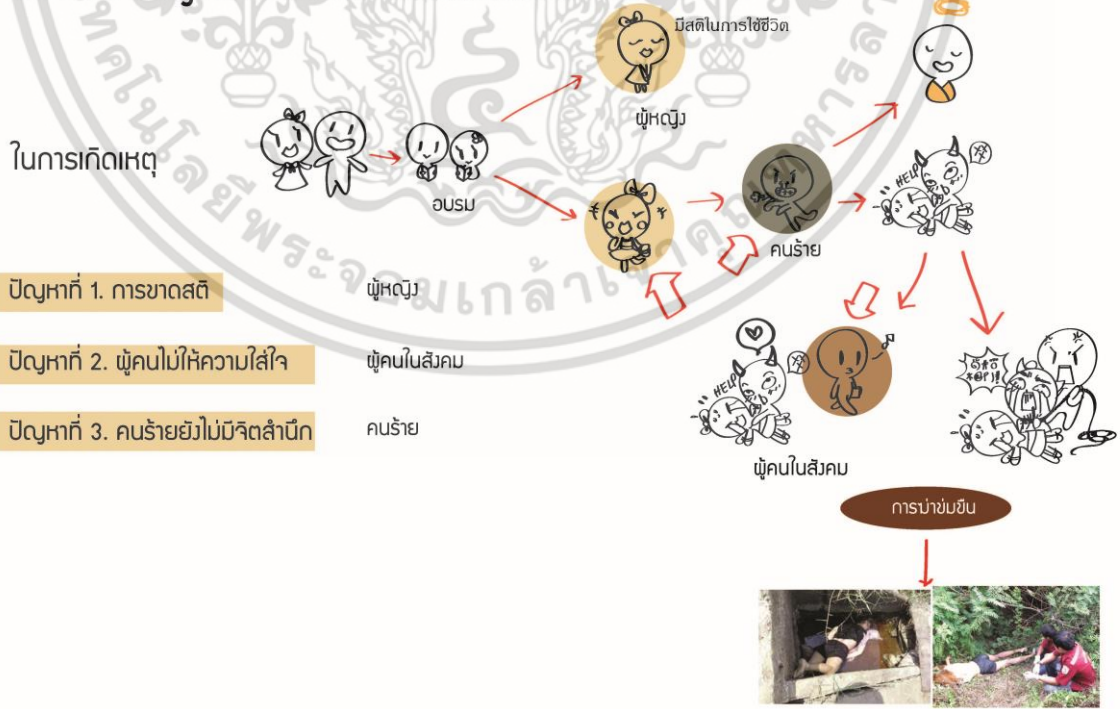 มีสติในการใช้ชีวิต
ผู้หญิง
ในการเกิดเหตุ
อบรม
HELP
คนร้าย
ปัญหาที่ 1. การขาดสติ
ผู้หญิง
ปัญหาที่ 2. ผู้คนไม่ให้ความใส่ใจ
ผู้คนในสังคม
HELP
ปัญหาที่ 3. คนร้ายยังไม่มีจิตสำนึก
คนร้าย
ผู้คนในสังคม
การฆ่าข่มขืน